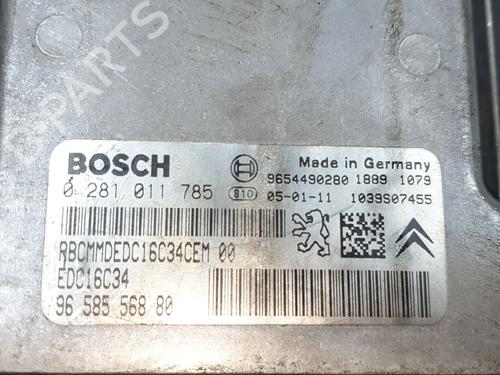 B-PARTS
BOSCH
Made in Germany
9654490280 1889 1079
0 281 011 785 810 05-01-11 1039S07455
RBCMMDEDC16C34CEM 00
EDC16C34
96 585 568 80